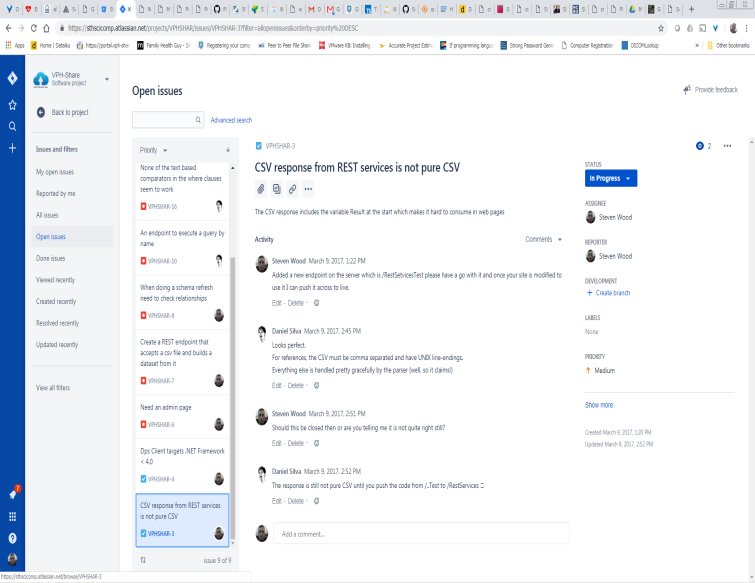 https://sthscicomp.atlassian.net/projects/VPHSHAR/issues/VPHSHAR-3?filter=allopenissues&orderby=priority%20DESC
Apps
Home | Dataiku
https://portal.vph-shar
Family Health Guy - S
Registering your comp
Peer to Peer File Shari
VMware KB: Installing
Accurate Project Estim
If programming langua
Strong Password Gener
Computer Registration
DICOMLookup
Other bookmarks
VPH-Share
Software project
Back to project
Issues and filters
My open issues
Reported by me
All issues
Open issues
Done issues
Viewed recently
Created recently
Resolved recently
Updated recently
View all filters
Open issues
Provide feedback
Advanced search
Priority
None of the text based
comparators in the where clauses
seem to work
VPHSHAR-16
An endpoint to execute a query by
name
VPHSHAR-10
When doing a schema refresh
need to check relationships
VPHSHAR-8
Create a REST endpoint that
accepts a csv file and builds a
dataset from it
VPHSHAR-7
Need an admin page
VPHSHAR-6
Dps Client targets .NET Framework
< 4.0
VPHSHAR-4
CSV response from REST services
is not pure CSV
VPHSHAR-3
issue 9 of 9
VPHSHAR-3
2
CSV response from REST services is not pure CSV
The CSV response includes the variable Result at the start which makes it hard to consume in web pages
Activity
Comments
Steven Wood March 9, 2017, 1:22 PM
Added a new endpoint on the server which is /RestServicesTest please have a go with it and once your site is modified to
use it I can push it across to live.
Edit · Delete ·
Daniel Silva March 9, 2017, 2:45 PM
Looks perfect.
For references, the CSV must be comma separated and have UNIX line-endings.
Everything else is handled pretty gracefully by the parser (well, so it claims!)
Edit · Delete ·
Steven Wood March 9, 2017, 2:51 PM
Should this be closed then or are you telling me it is not quite right still?
Edit · Delete ·
Daniel Silva March 9, 2017, 2:52 PM
The response is still not pure CSV until you push the code from /..Test to /RestServices
Edit · Delete ·
Add a comment...
STATUS
In Progress
ASSIGNEE
Steven Wood
REPORTER
Steven Wood
DEVELOPMENT
+ Create branch
LABELS
None
PRIORITY
Medium
Show more
Created March 9, 2017, 1:20 PM
Updated March 9, 2017, 2:52 PM
7
https://sthscicomp.atlassian.net/browse/VPHSHAR-3